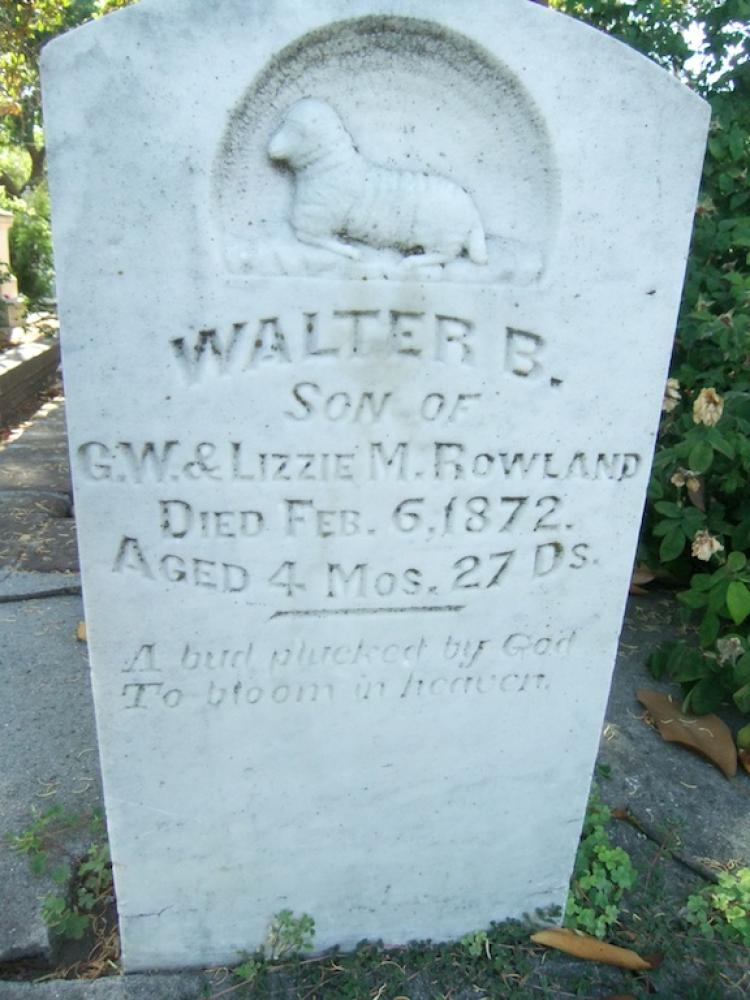 WALTER B.
SON OF
G.W. & LIZZIE M. ROWLAND
DIED FEB. 6, 1872.
AGED 4 MOS. 27 DS.
A bud plucked by God
To bloom in heaven.